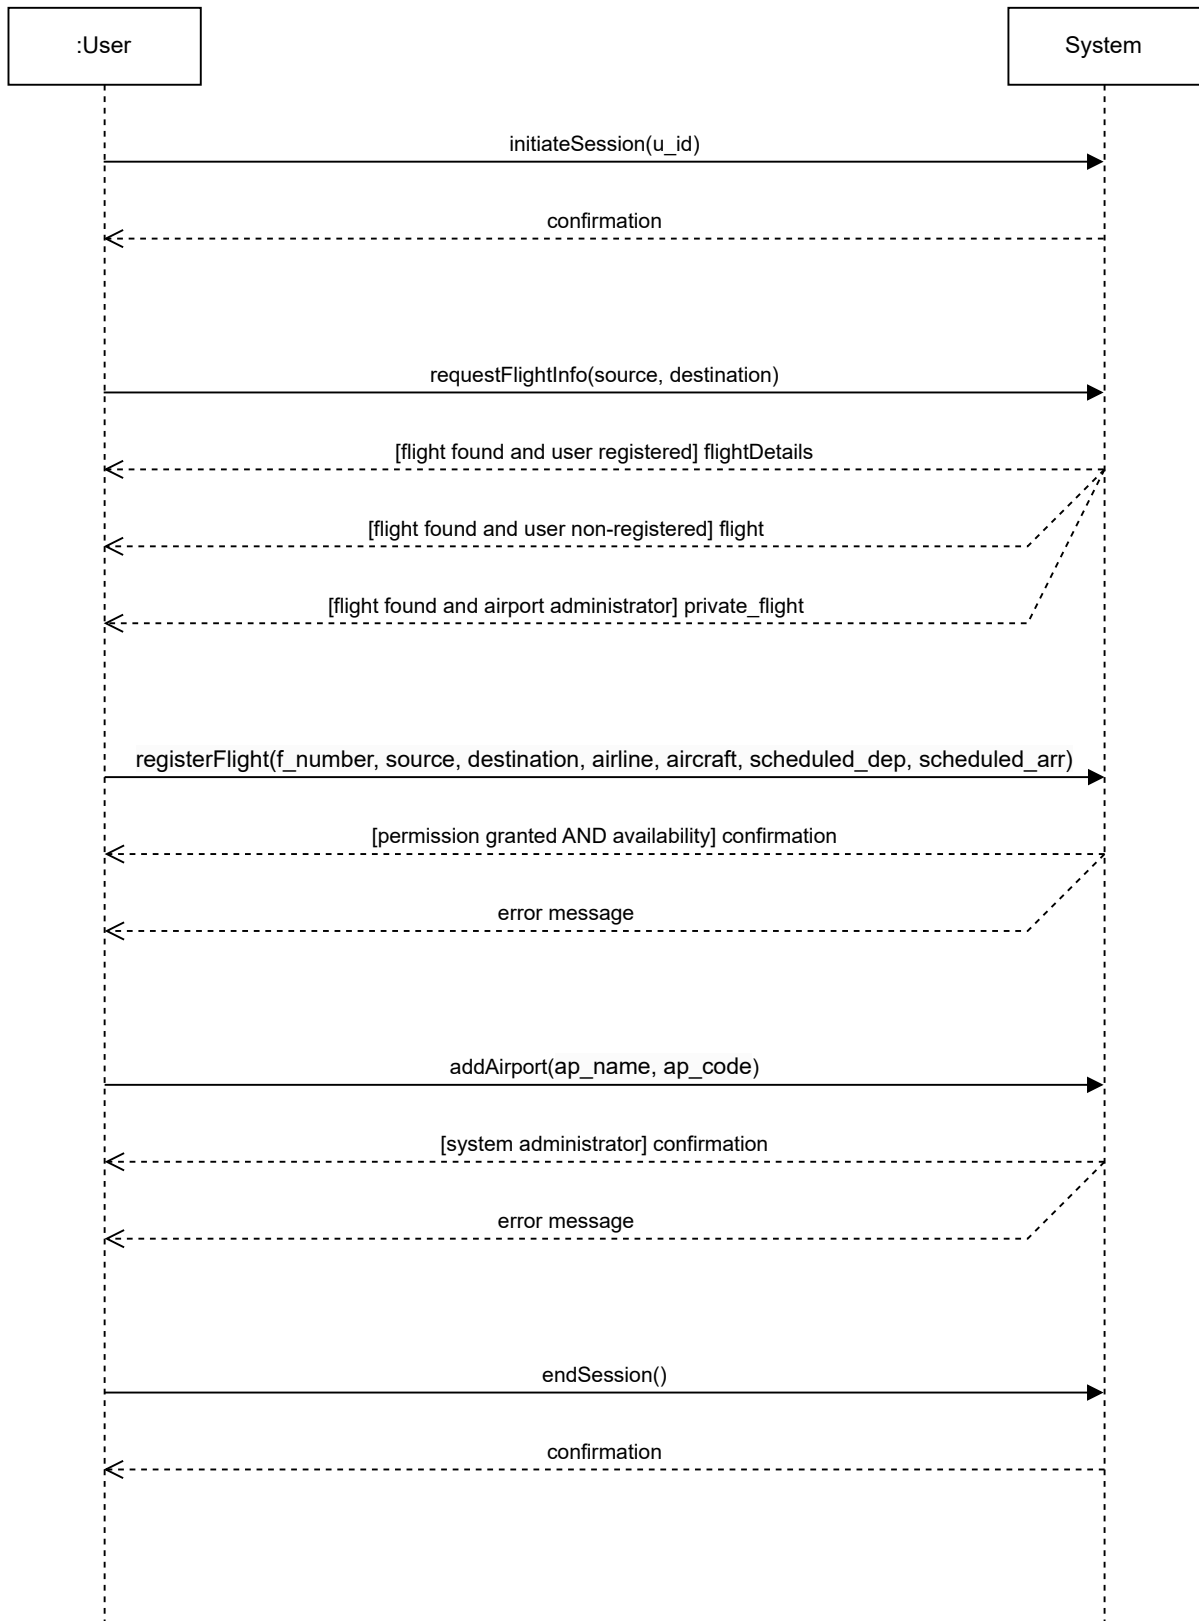 :User
System
initiateSession(u_id)
confirmation
requestFlightInfo(source, destination)
[flight found and user registered] flightDetails
[flight found and user non-registered] flight
[flight found and airport administrator] private_flight
registerFlight(f_number, source, destination, airline, aircraft, scheduled_dep, scheduled_arr)
[permission granted AND availability] confirmation
error message
addAirport(ap_name, ap_code)
[system administrator] confirmation
error message
endSession()
confirmation